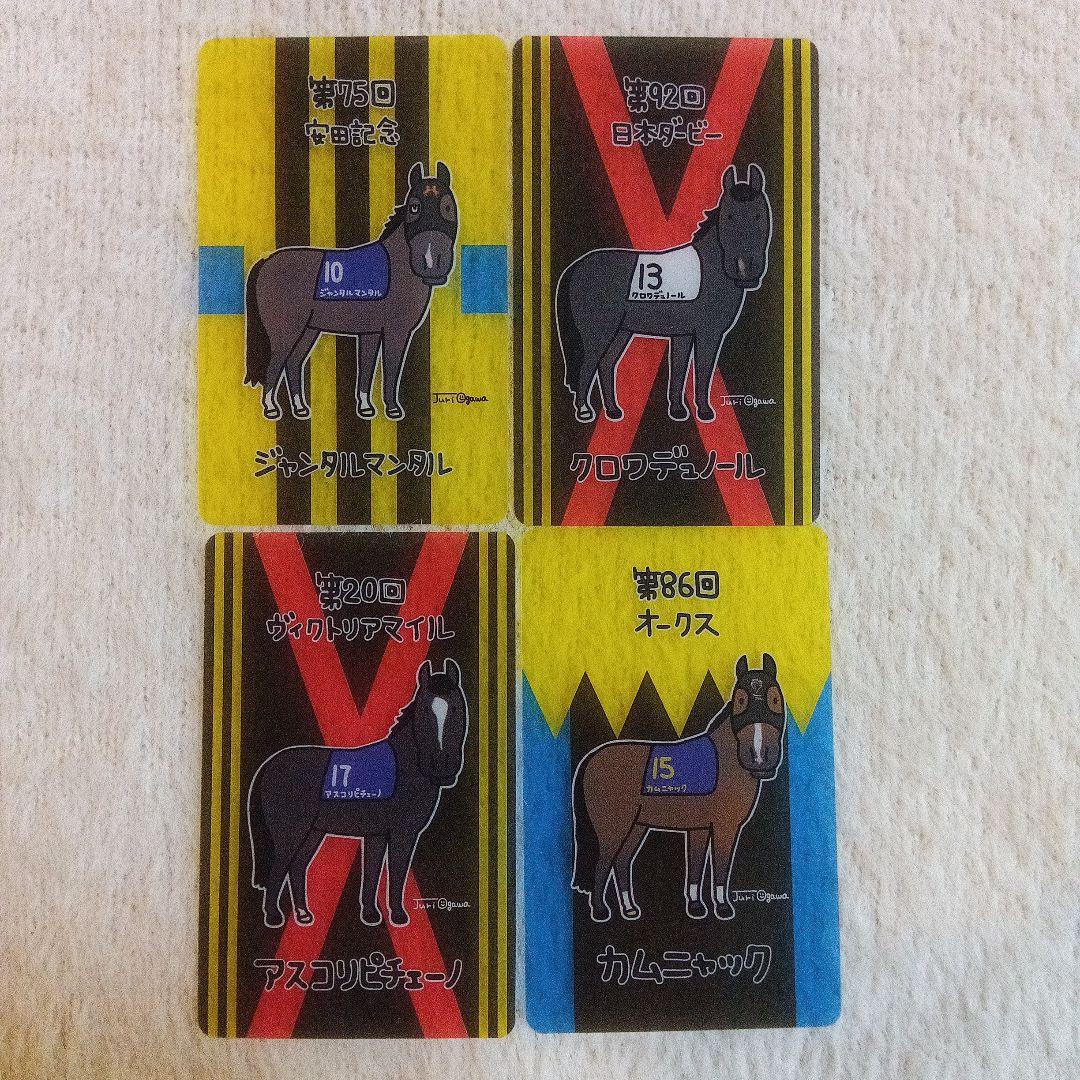 第75回
安田記念
10
ジャンタルマンタル
Juri Ogawa
ジャンタルマンタル
第92回
日本ダービー
13
クロワデュノール
Juri Ogawa
クロワデュノール
第20回
ヴィクトリアマイル
17
アスコリピチェーノ
Juri Ogawa
アスコリピチェーノ
第86回
オークス
15
カムニャック
Juri Ogawa
カムニャック